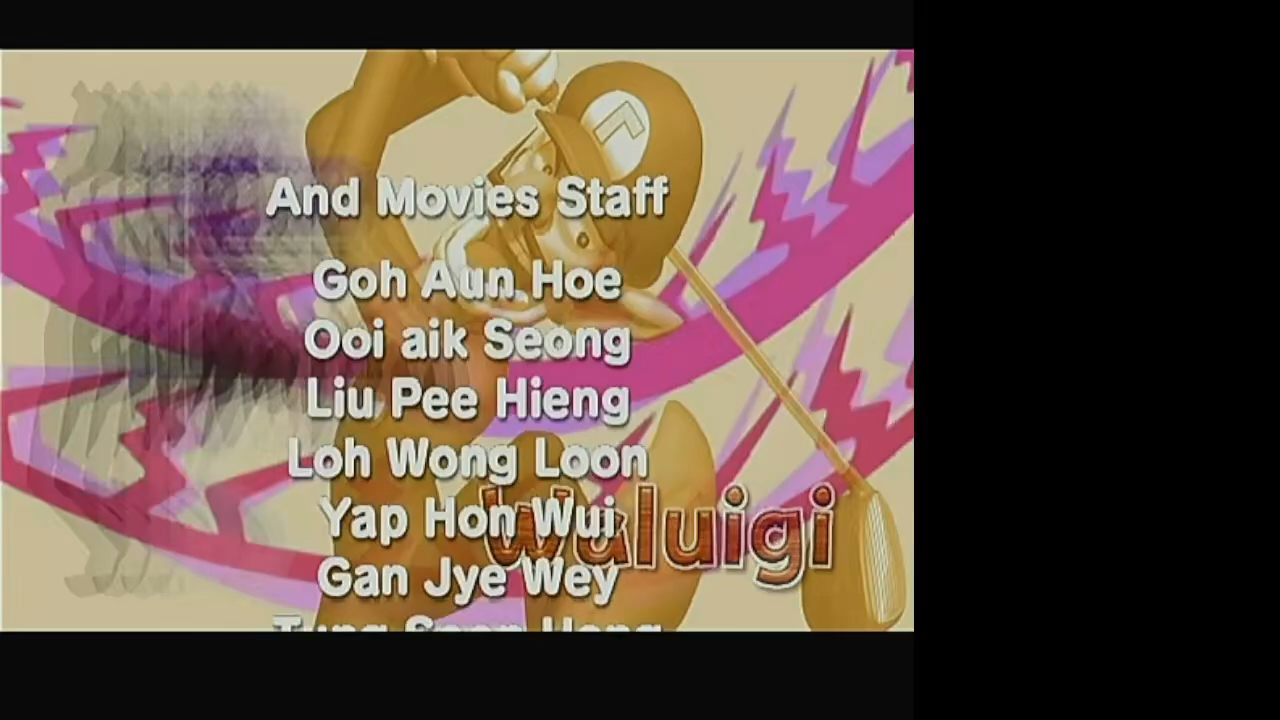 And Movies Staff
Goh Aun Hoe
Ooi aik Seong
Liu Pee Hieng
Loh Wong Loon
Yap Hon Wui
Waluigi
Gan Jye Wey